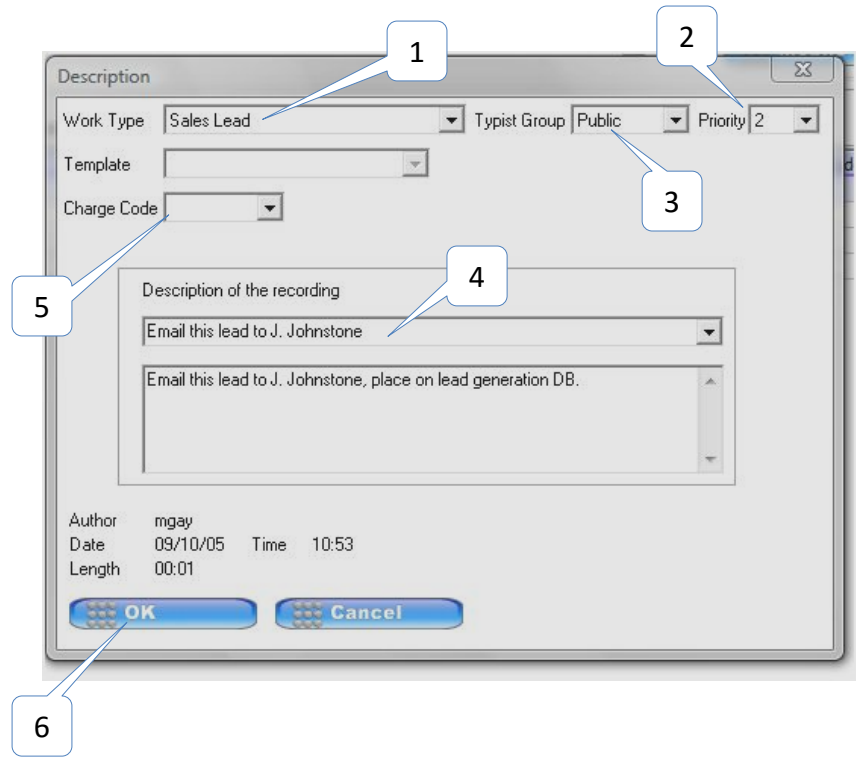 1
2
Description
Work Type Sales Lead Typist Group Public Priority 2
Template
3
Charge Code
4
5
Description of the recording
Email this lead to J. Johnstone
Email this lead to J. Johnstone, place on lead generation DB.
Author mgay
Date 09/10/05 Time 10:53
Length 00:01
OK Cancel
6